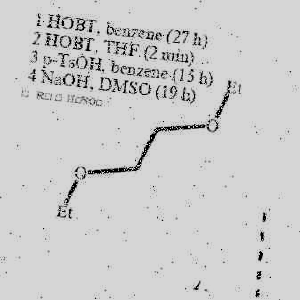 1 HOBT, benzene (27 h)
2 HOBT, THF (2 min)
3 p-TsOH, benzene (15 h)
4 NaOH, DMSO (19 h)
Et
O
O
Et